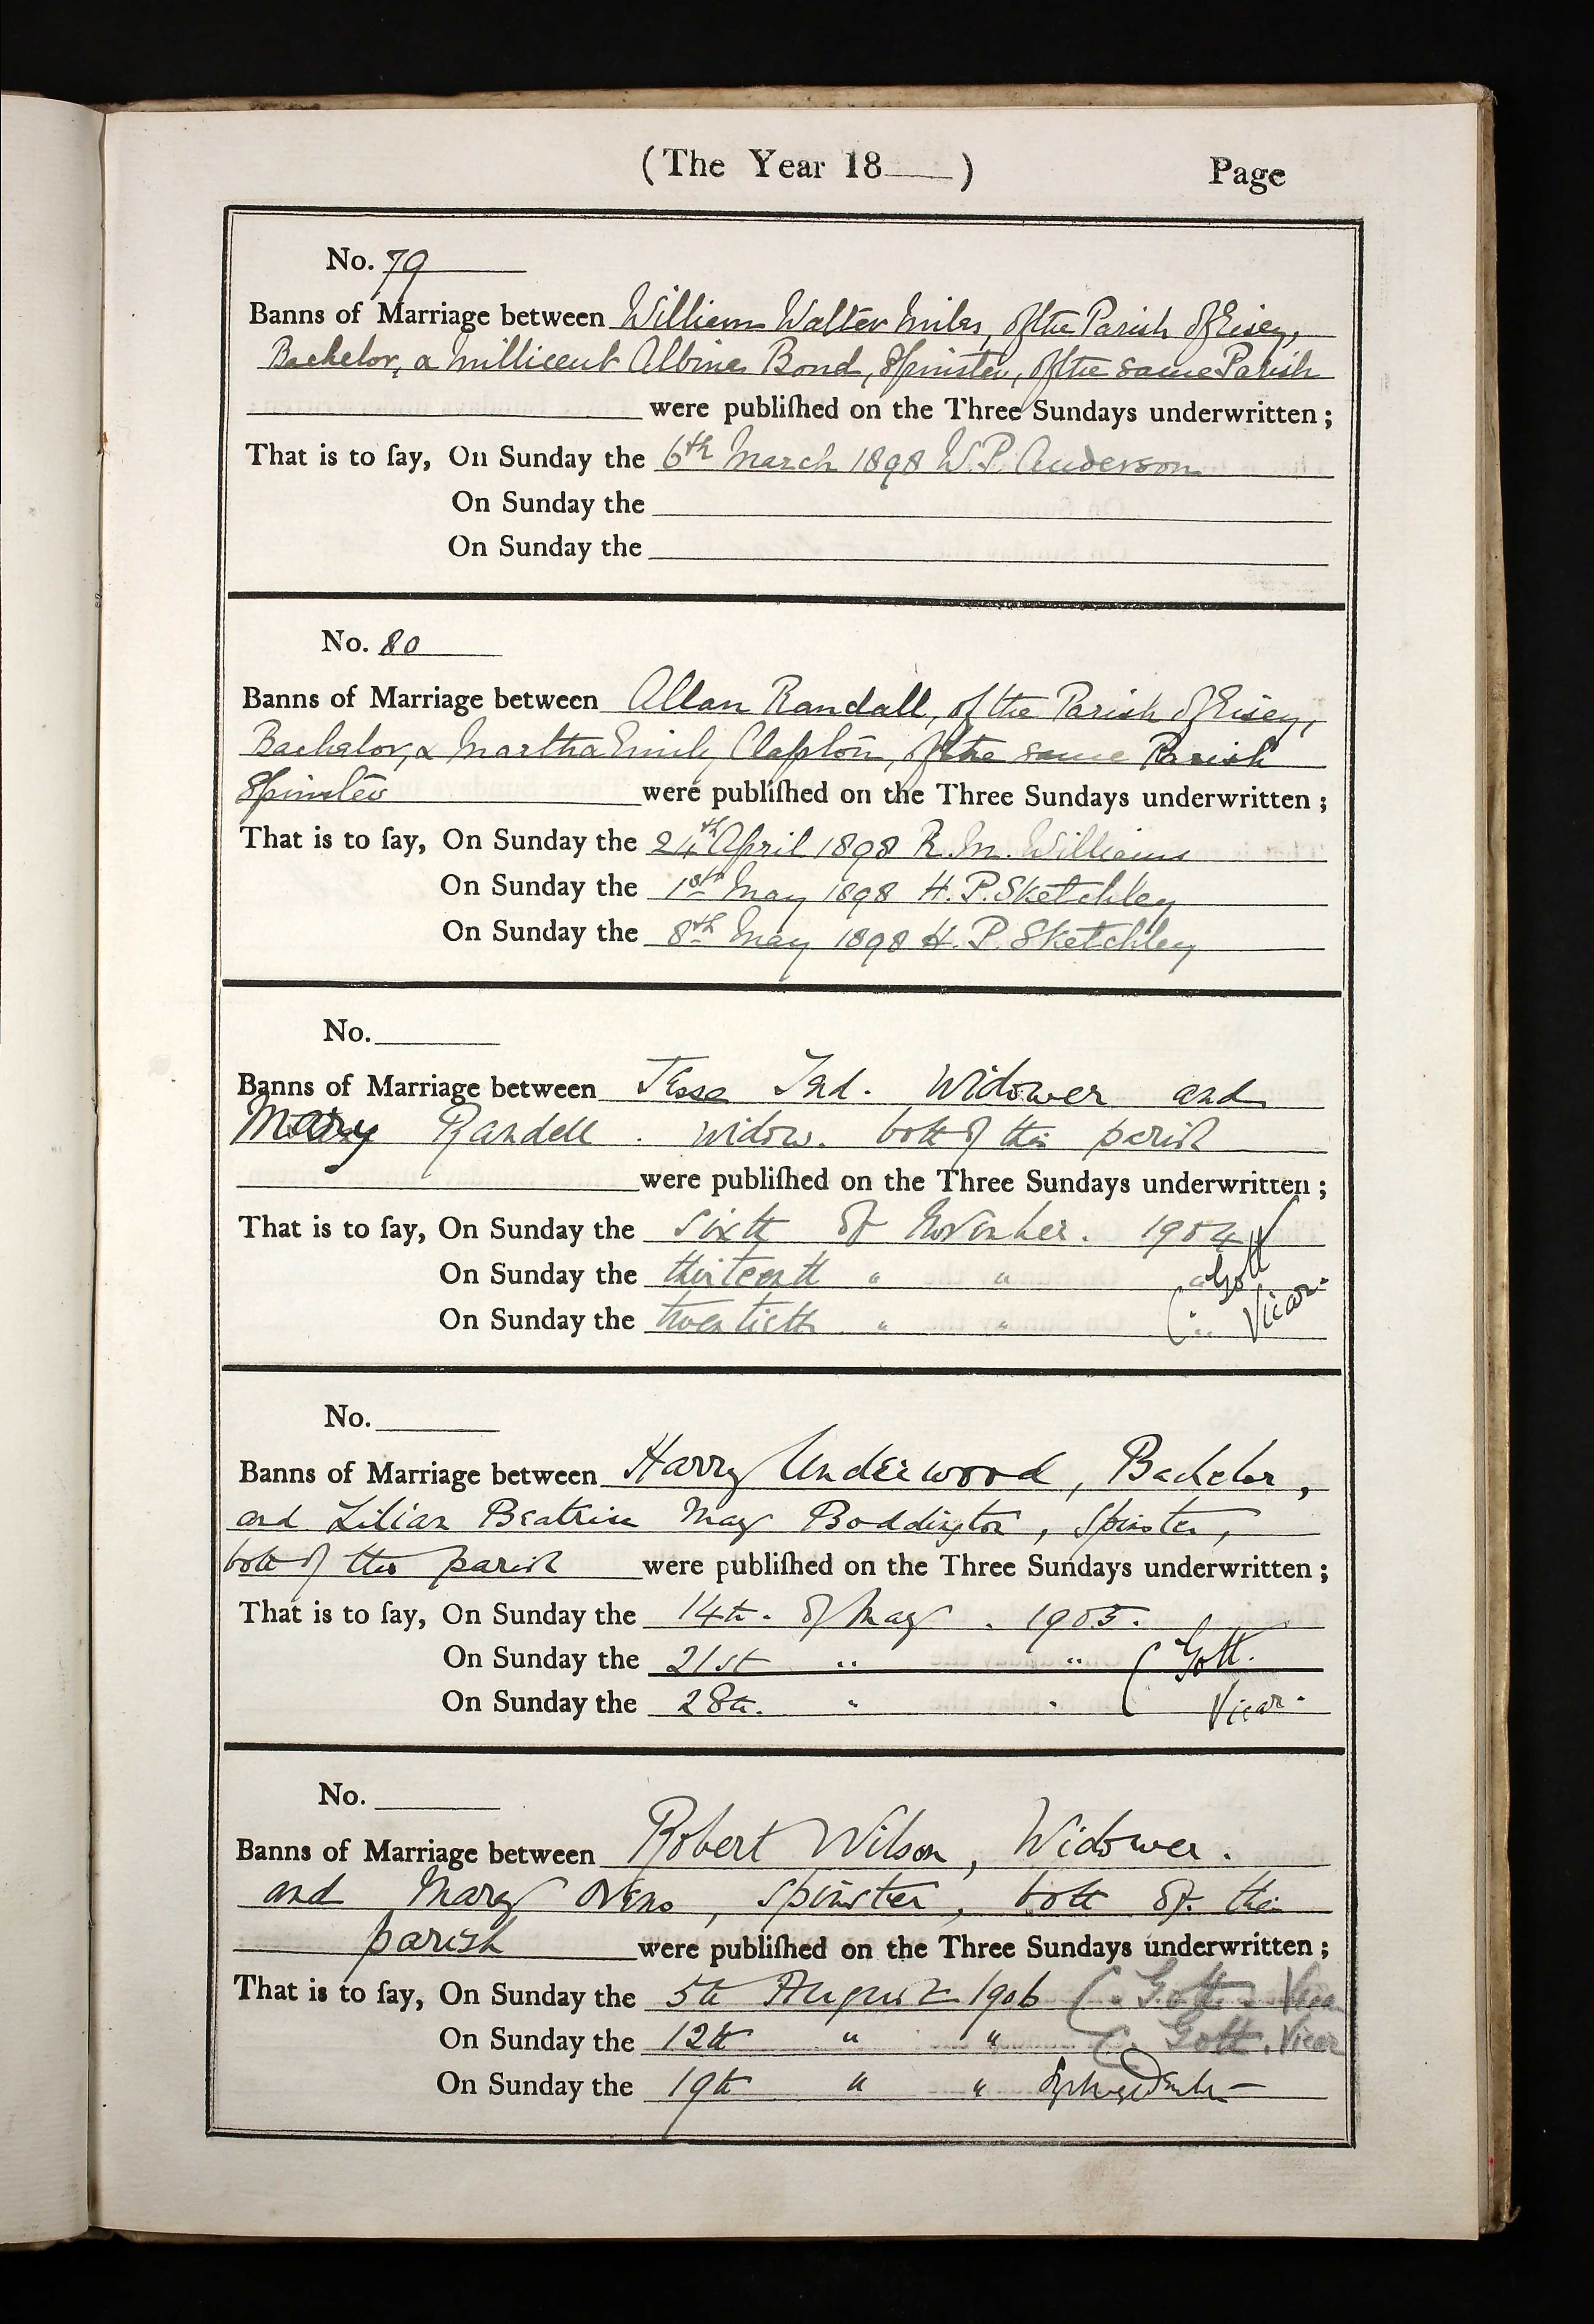 (The Year 18 ) Page
No. 79
Banns of Marriage between William Walter Miles, of the Parish of Eisey,
Bachelor, & Millicent Albina Bond, Spinster, of the same Parish
were publiſhed on the Three Sundays underwritten;
That is to ſay, On Sunday the 6th March 1898 W.P. Anderson
On Sunday the
On Sunday the
No. 80
Banns of Marriage between Allan Randall, of the Parish of Eisey,
Bachelor, & Martha Emily Clapton, of the same Parish
Spinster were publiſhed on the Three Sundays underwritten;
That is to ſay, On Sunday the 24th April 1898 R.M. Williams
On Sunday the 1st May 1898 H.P. Sketchley
On Sunday the 8th May 1898 H.P. Sketchley
No.
Banns of Marriage between Jesse Widower and
Mary Randell. widow. both of this parish
were publiſhed on the Three Sundays underwritten;
That is to ſay, On Sunday the sixth of November. 1904
On Sunday the thirteenth " " Gott
On Sunday the twentieth " " Vicar.
No.
Banns of Marriage between Harry Underwood, Bachelor,
and Lilian Beatrice May Boddington, Spinster,
both of this parish were publiſhed on the Three Sundays underwritten;
That is to ſay, On Sunday the 14th. of May. 1905.
On Sunday the 21st " " Gott.
On Sunday the 28th. " " Vicar.
No.
Banns of Marriage between Robert Wilson, Widower.
and Mary Ovens, spinster, both of this
parish were publiſhed on the Three Sundays underwritten;
That is to ſay, On Sunday the 5th August 1906 C. Gott. Vicar
On Sunday the 12th " " C. Gott. Vicar
On Sunday the 19th " "